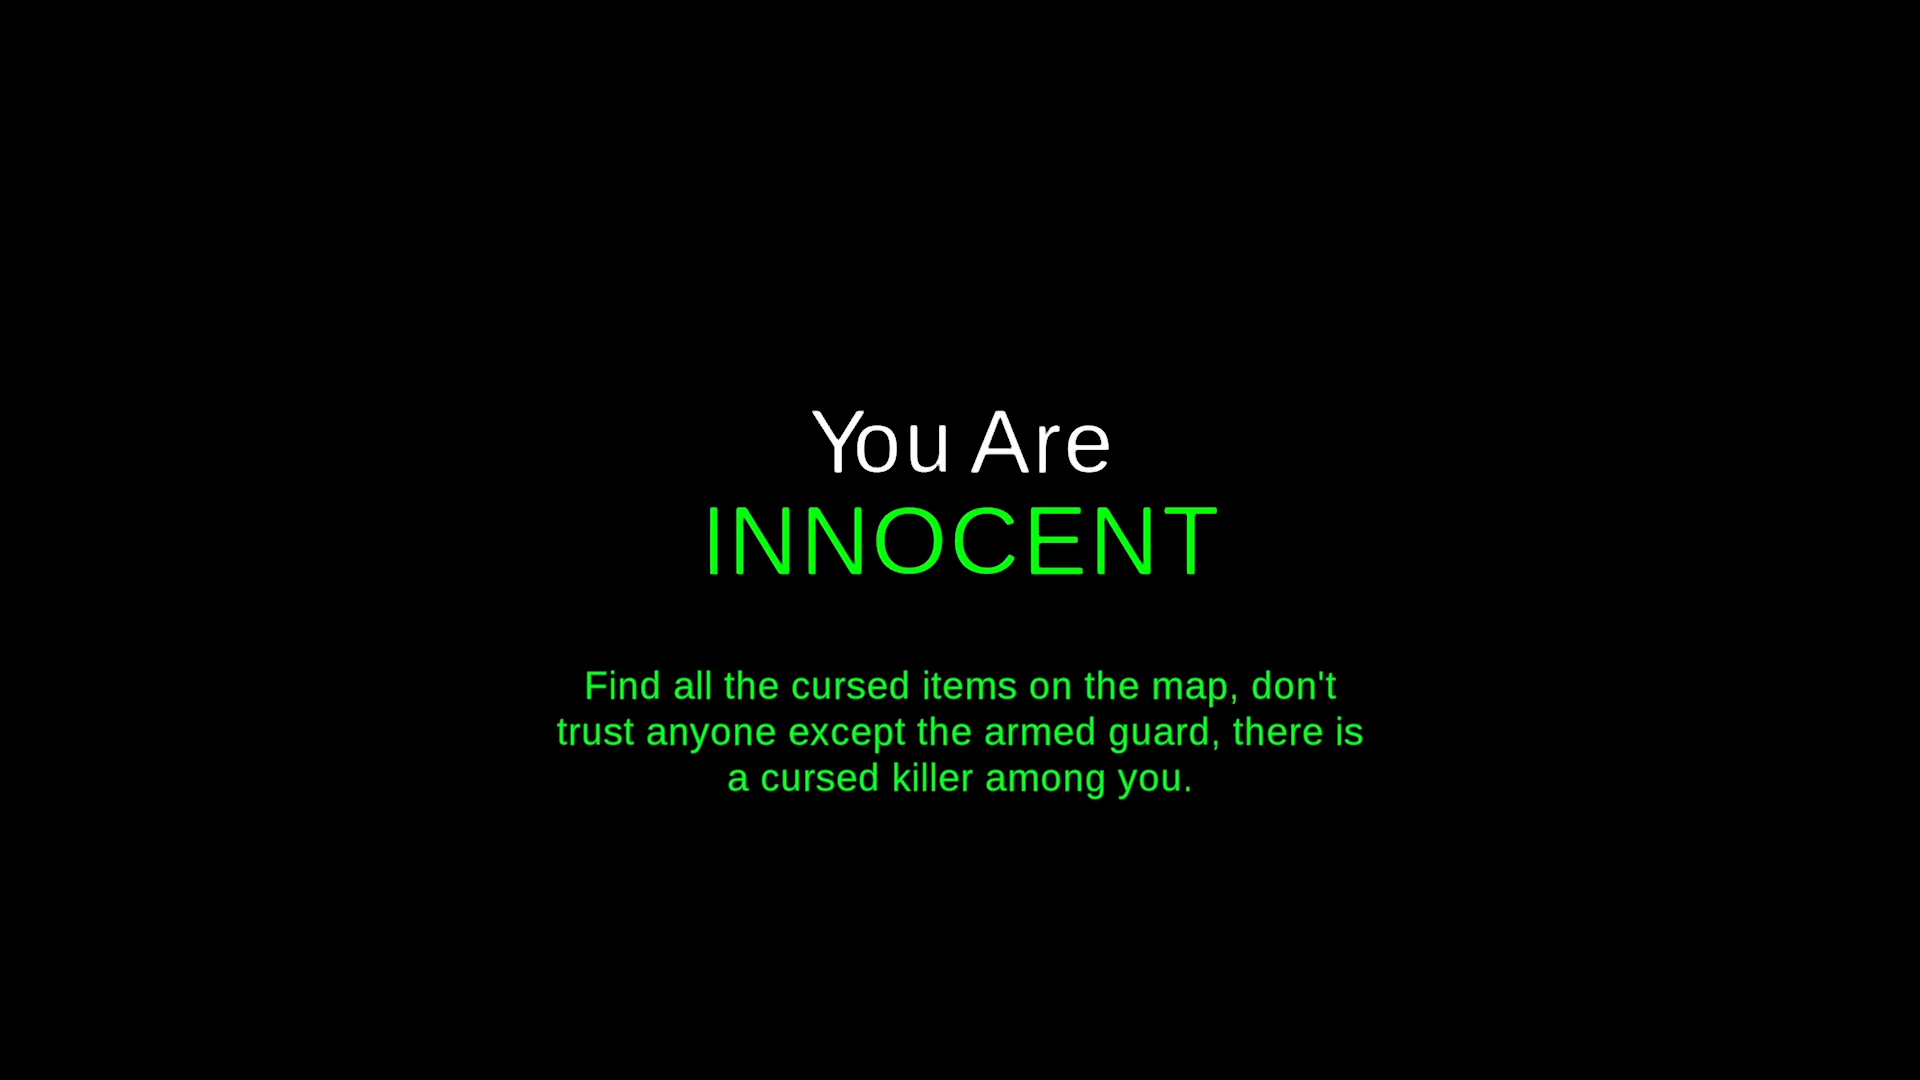 You Are
INNOCENT
Find all the cursed items on the map, don't
trust anyone except the armed guard, there is
a cursed killer among you.